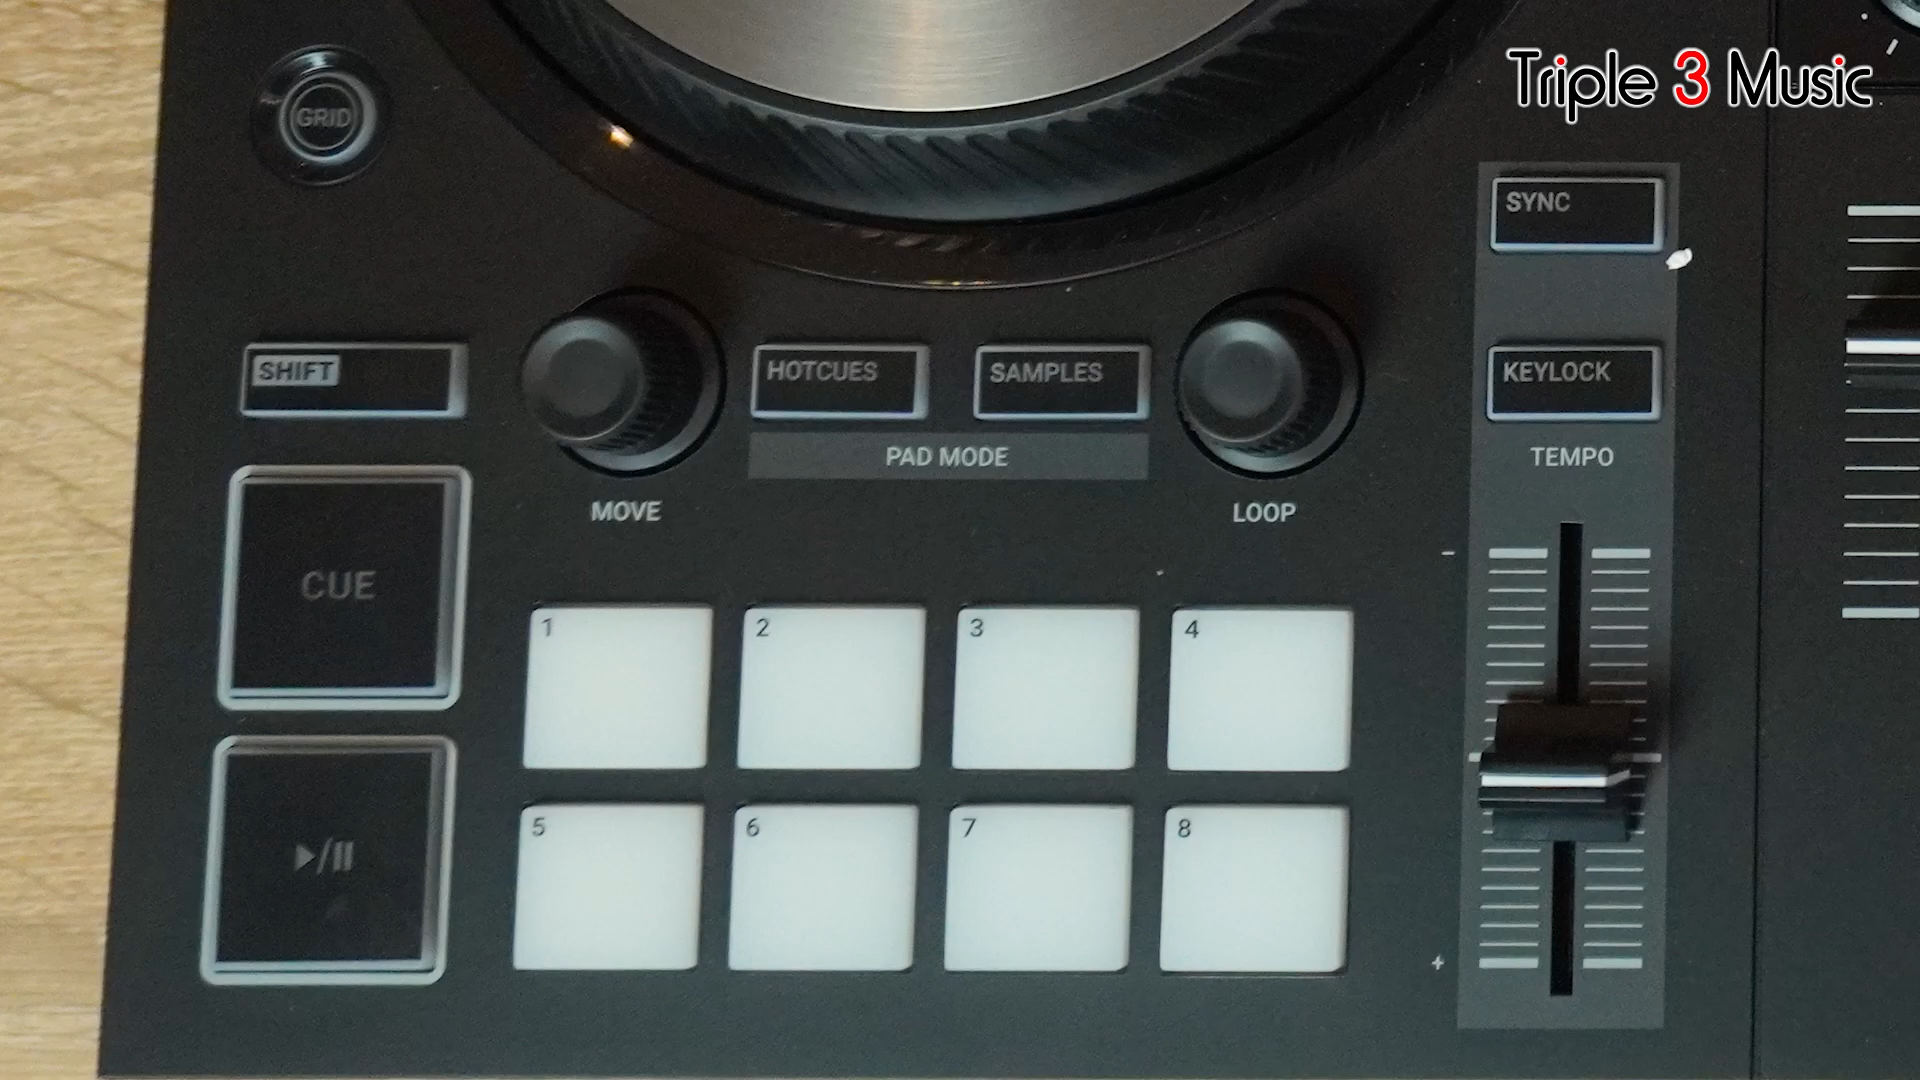 Triple 3 Music
GRID
SYNC
SHIFT
HOTCUES
SAMPLES
KEYLOCK
PAD MODE
TEMPO
MOVE
LOOP
-
CUE
1
2
3
4
5
6
7
8
+